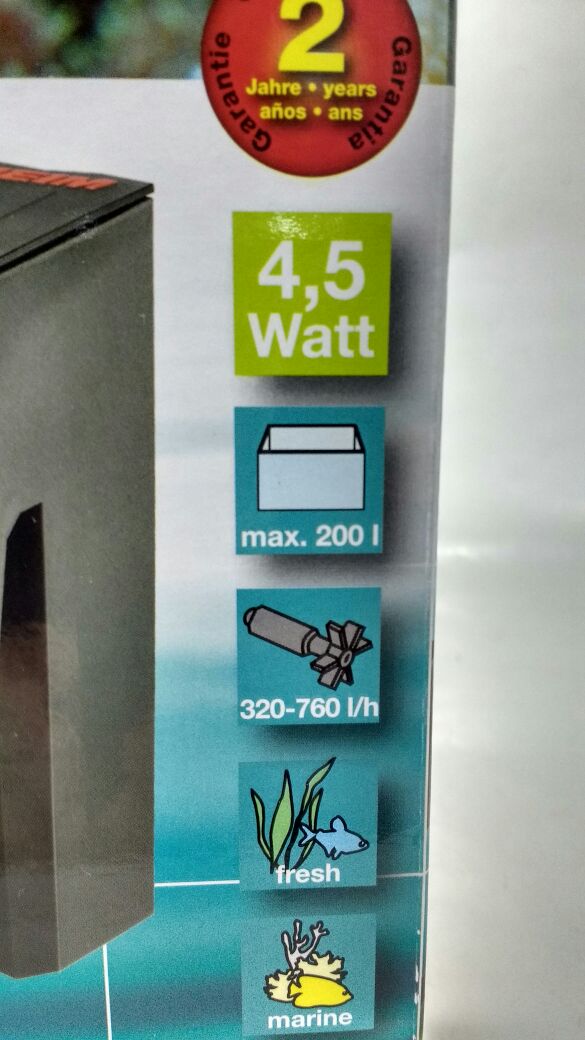 2
Jahre • years
años • ans
Garantie
Garantia
4,5
Watt
max. 200 l
320-760 l/h
fresh
marine